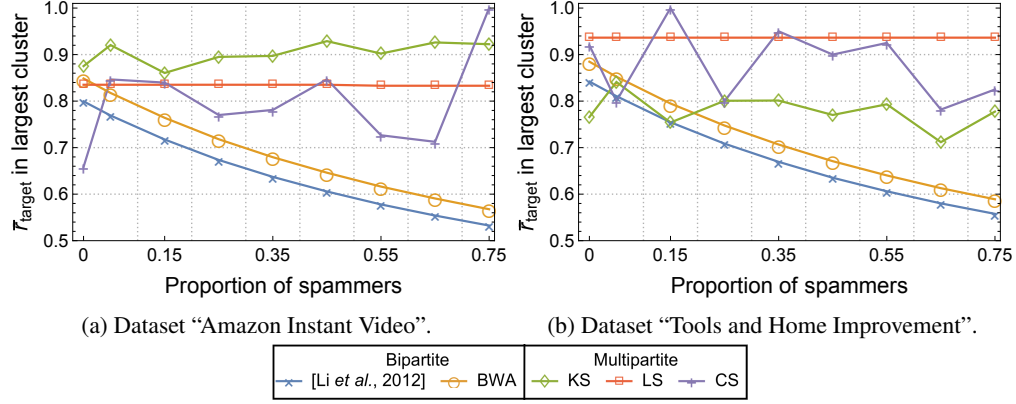 1.0
0.9
0.8
0.7
0.6
0.5
r̄target in largest cluster
0 0.15 0.35 0.55 0.75
Proportion of spammers
(a) Dataset “Amazon Instant Video”.
1.0
0.9
0.8
0.7
0.6
0.5
r̄target in largest cluster
0 0.15 0.35 0.55 0.75
Proportion of spammers
(b) Dataset “Tools and Home Improvement”.
Bipartite Multipartite
[Li et al., 2012] BWA KS LS CS